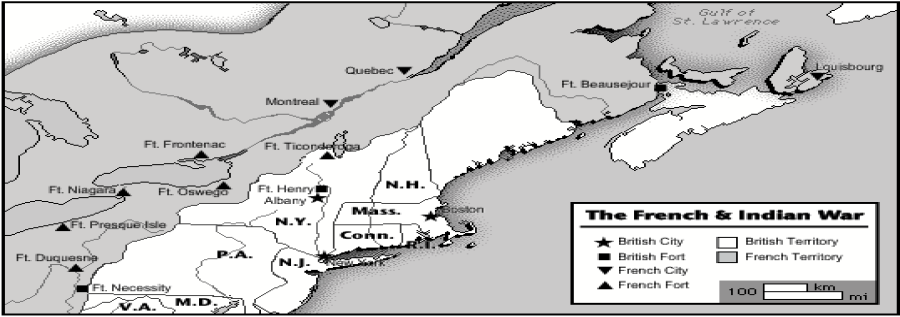 Gulf of
St. Lawrence
Quebec
Louisbourg
Ft. Beausejour
Montreal
Ft. Frontenac
Ft. Ticonderoga
Ft. Niagara
Ft. Oswego
Ft. Henry
Albany
N.H.
Mass.
Boston
N.Y.
Ft. Presque Isle
Conn.
R.I.
P.A.
N.J.
New York
Ft. Duquesne
Ft. Necessity
V.A.
M.D.
The French & Indian War
British City
British Territory
British Fort
French Territory
French City
French Fort
100
km
mi